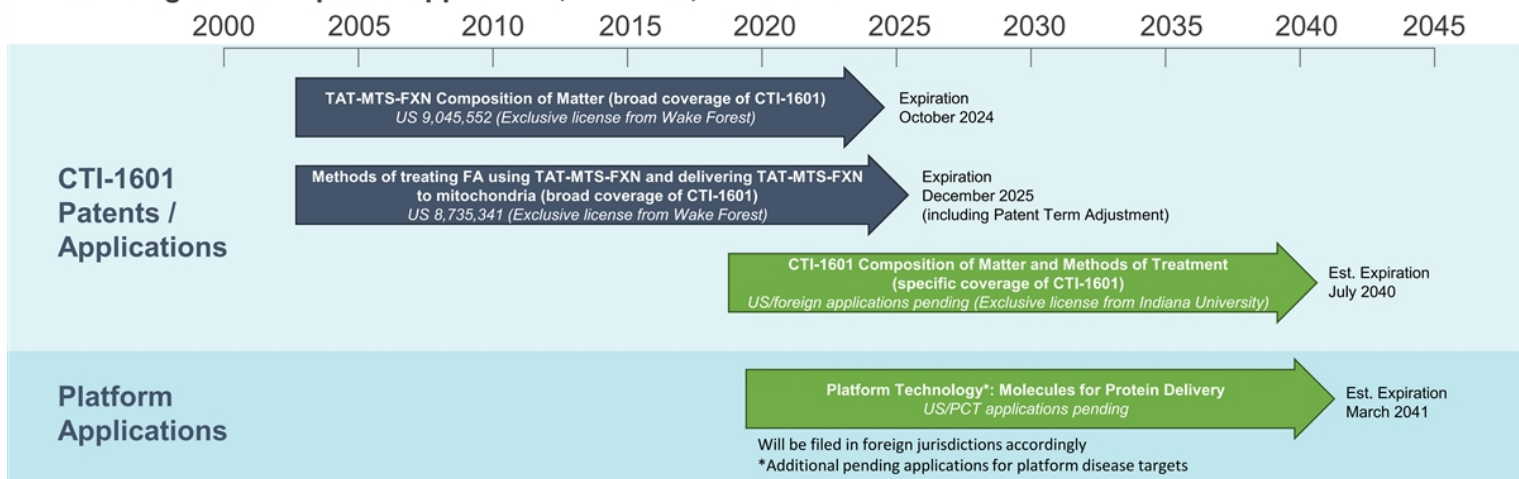 2000 2005 2010 2015 2020 2025 2030 2035 2040 2045
CTI-1601
Patents /
Applications
TAT-MTS-FXN Composition of Matter (broad coverage of CTI-1601)
US 9,045,552 (Exclusive license from Wake Forest)
Expiration
October 2024
Methods of treating FA using TAT-MTS-FXN and delivering TAT-MTS-FXN
to mitochondria (broad coverage of CTI-1601)
US 8,735,341 (Exclusive license from Wake Forest)
Expiration
December 2025
(including Patent Term Adjustment)
CTI-1601 Composition of Matter and Methods of Treatment
(specific coverage of CTI-1601)
US/foreign applications pending (Exclusive license from Indiana University)
Est. Expiration
July 2040
Platform
Applications
Platform Technology*: Molecules for Protein Delivery
US/PCT applications pending
Est. Expiration
March 2041
Will be filed in foreign jurisdictions accordingly
*Additional pending applications for platform disease targets